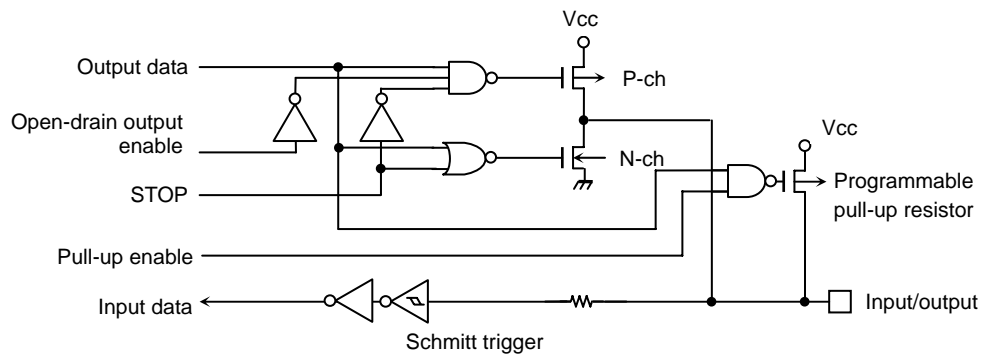 Vcc
Output data
P-ch
Open-drain output
enable
Vcc
N-ch
STOP
Programmable
pull-up resistor
Pull-up enable
Input data
Input/output
Schmitt trigger